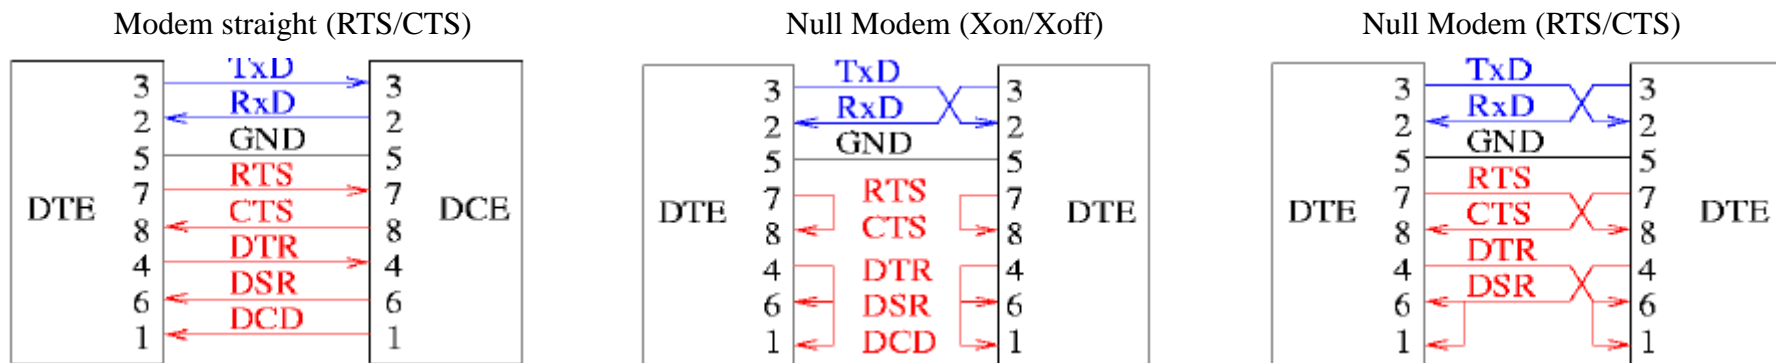 Modem straight (RTS/CTS)
DTE
3 TxD 3
2 RxD 2
5 GND 5
7 RTS 7
8 CTS 8
4 DTR 4
6 DSR 6
1 DCD 1
DCE
Null Modem (Xon/Xoff)
DTE
3 TxD 3
2 RxD 2
5 GND 5
7 RTS 7
8 CTS 8
4 DTR 4
6 DSR 6
1 DCD 1
DTE
Null Modem (RTS/CTS)
DTE
3 TxD 3
2 RxD 2
5 GND 5
7 RTS 7
8 CTS 8
4 DTR 4
6 DSR 6
1 1
DTE